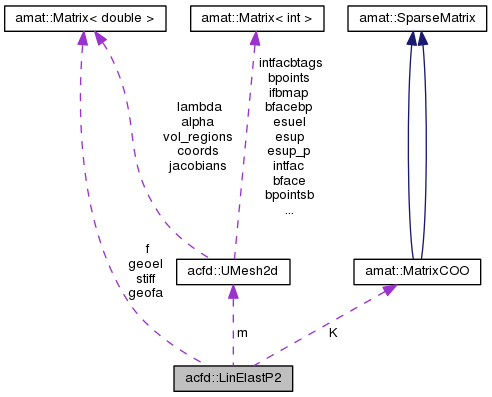 amat::Matrix< double >
amat::Matrix< int >
amat::SparseMatrix
lambda
alpha
vol_regions
coords
jacobians
intfacbtags
bpoints
ifbmap
bfacebp
esuel
esup
esup_p
intfac
bface
bpointsb
...
f
geoel
stiff
geofa
acfd::UMesh2d
amat::MatrixCOO
m
K
acfd::LinElastP2